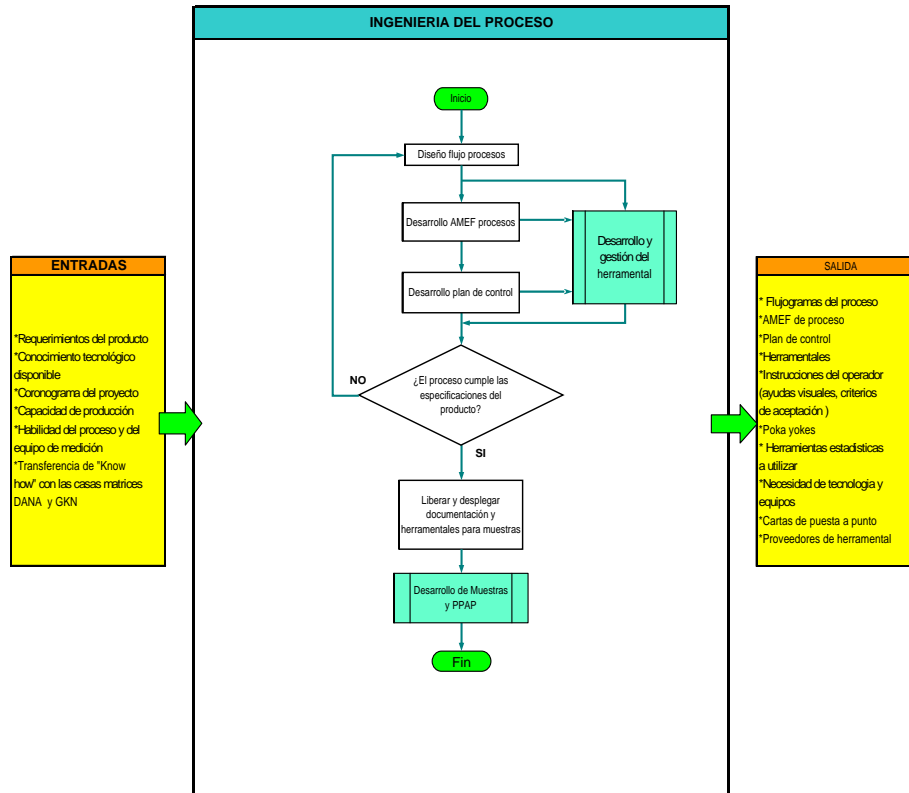 INGENIERIA DEL PROCESO
Inicio
Diseño flujo procesos
Desarrollo AMEF procesos
Desarrollo y
gestión del
herramental
Desarrollo plan de control
ENTRADAS
*Requerimientos del producto
*Conocimiento tecnológico
disponible
*Coronograma del proyecto
*Capacidad de producción
*Habilidad del proceso y del
equipo de medición
*Transferencia de "Know
how" con las casas matrices
DANA y GKN
NO
¿El proceso cumple las
especificaciones del
producto?
SI
Liberar y desplegar
documentación y
herramentales para muestras
Desarrollo de Muestras
y PPAP
Fin
SALIDA
* Flujogramas del proceso
*AMEF de proceso
*Plan de control
*Herramentales
*Instrucciones del operador
(ayudas visuales, criterios
de aceptación )
*Poka yokes
* Herramientas estadisticas
a utilizar
*Necesidad de tecnologia y
equipos
*Cartas de puesta a punto
*Proveedores de herramental